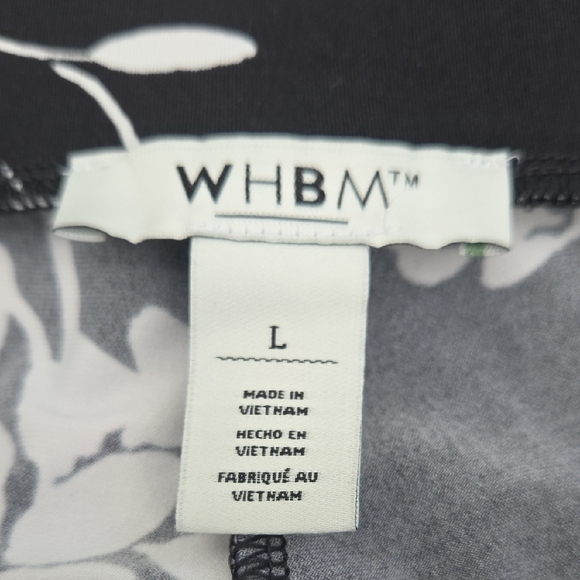 WHBM™
L
MADE IN
VIETNAM
HECHO EN
VIETNAM
FABRIQUÉ AU
VIETNAM